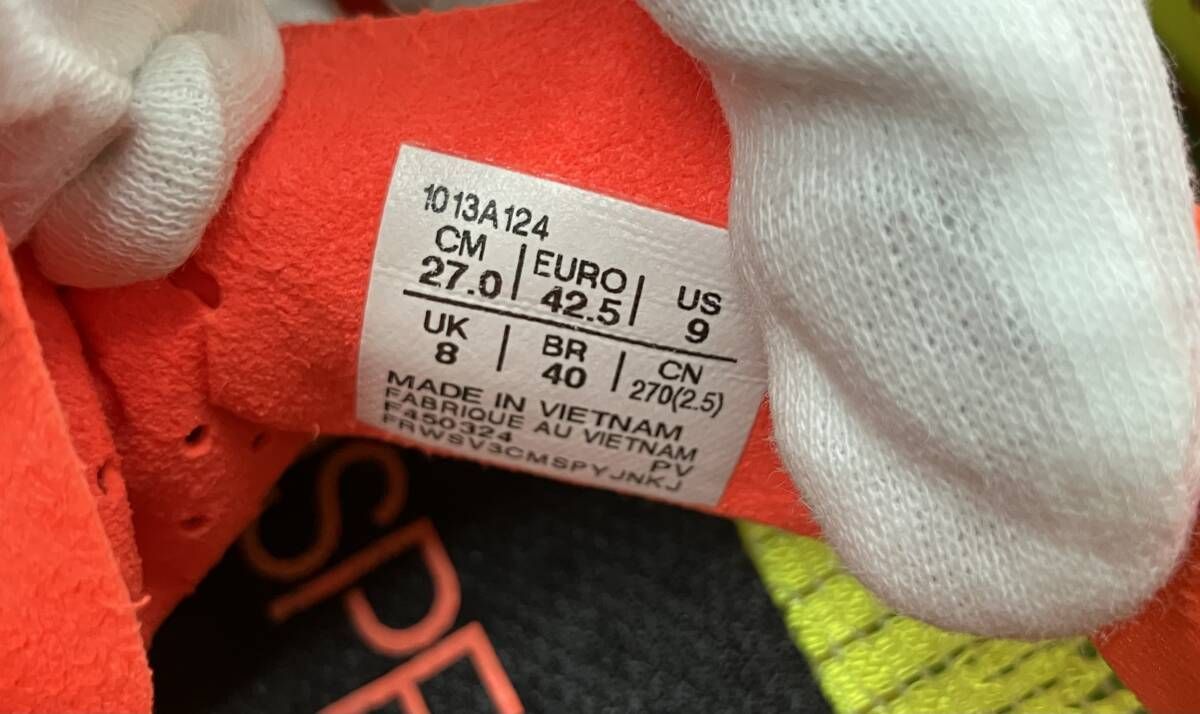 1013A124
CM | EURO | US
27.0 | 42.5 | 9
UK | BR | CN
8 | 40 | 270(2.5)
MADE IN VIETNAM
FABRIQUE AU VIETNAM
F450324 PV
FRWSV3CMSPYJNKJ
SPE